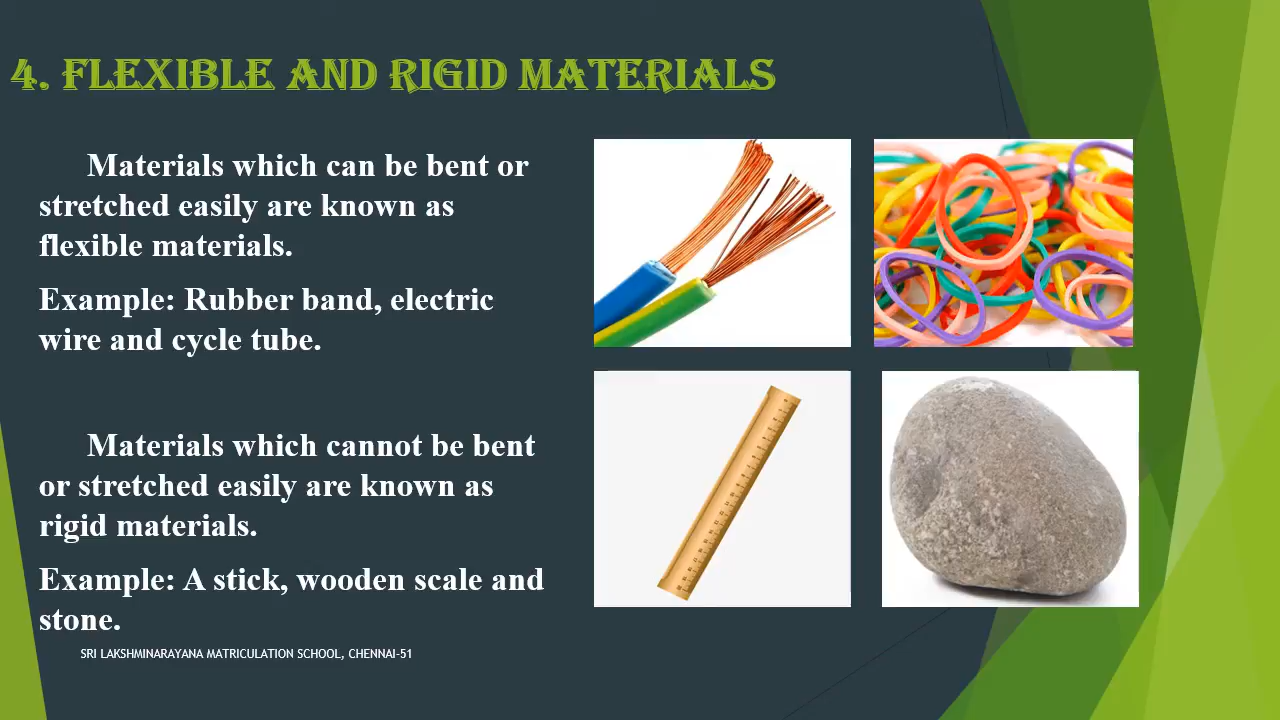 4. FLEXIBLE AND RIGID MATERIALS
Materials which can be bent or
stretched easily are known as
flexible materials.
Example: Rubber band, electric
wire and cycle tube.
Materials which cannot be bent
or stretched easily are known as
rigid materials.
Example: A stick, wooden scale and
stone.
SRI LAKSHMINARAYANA MATRICULATION SCHOOL, CHENNAI-51